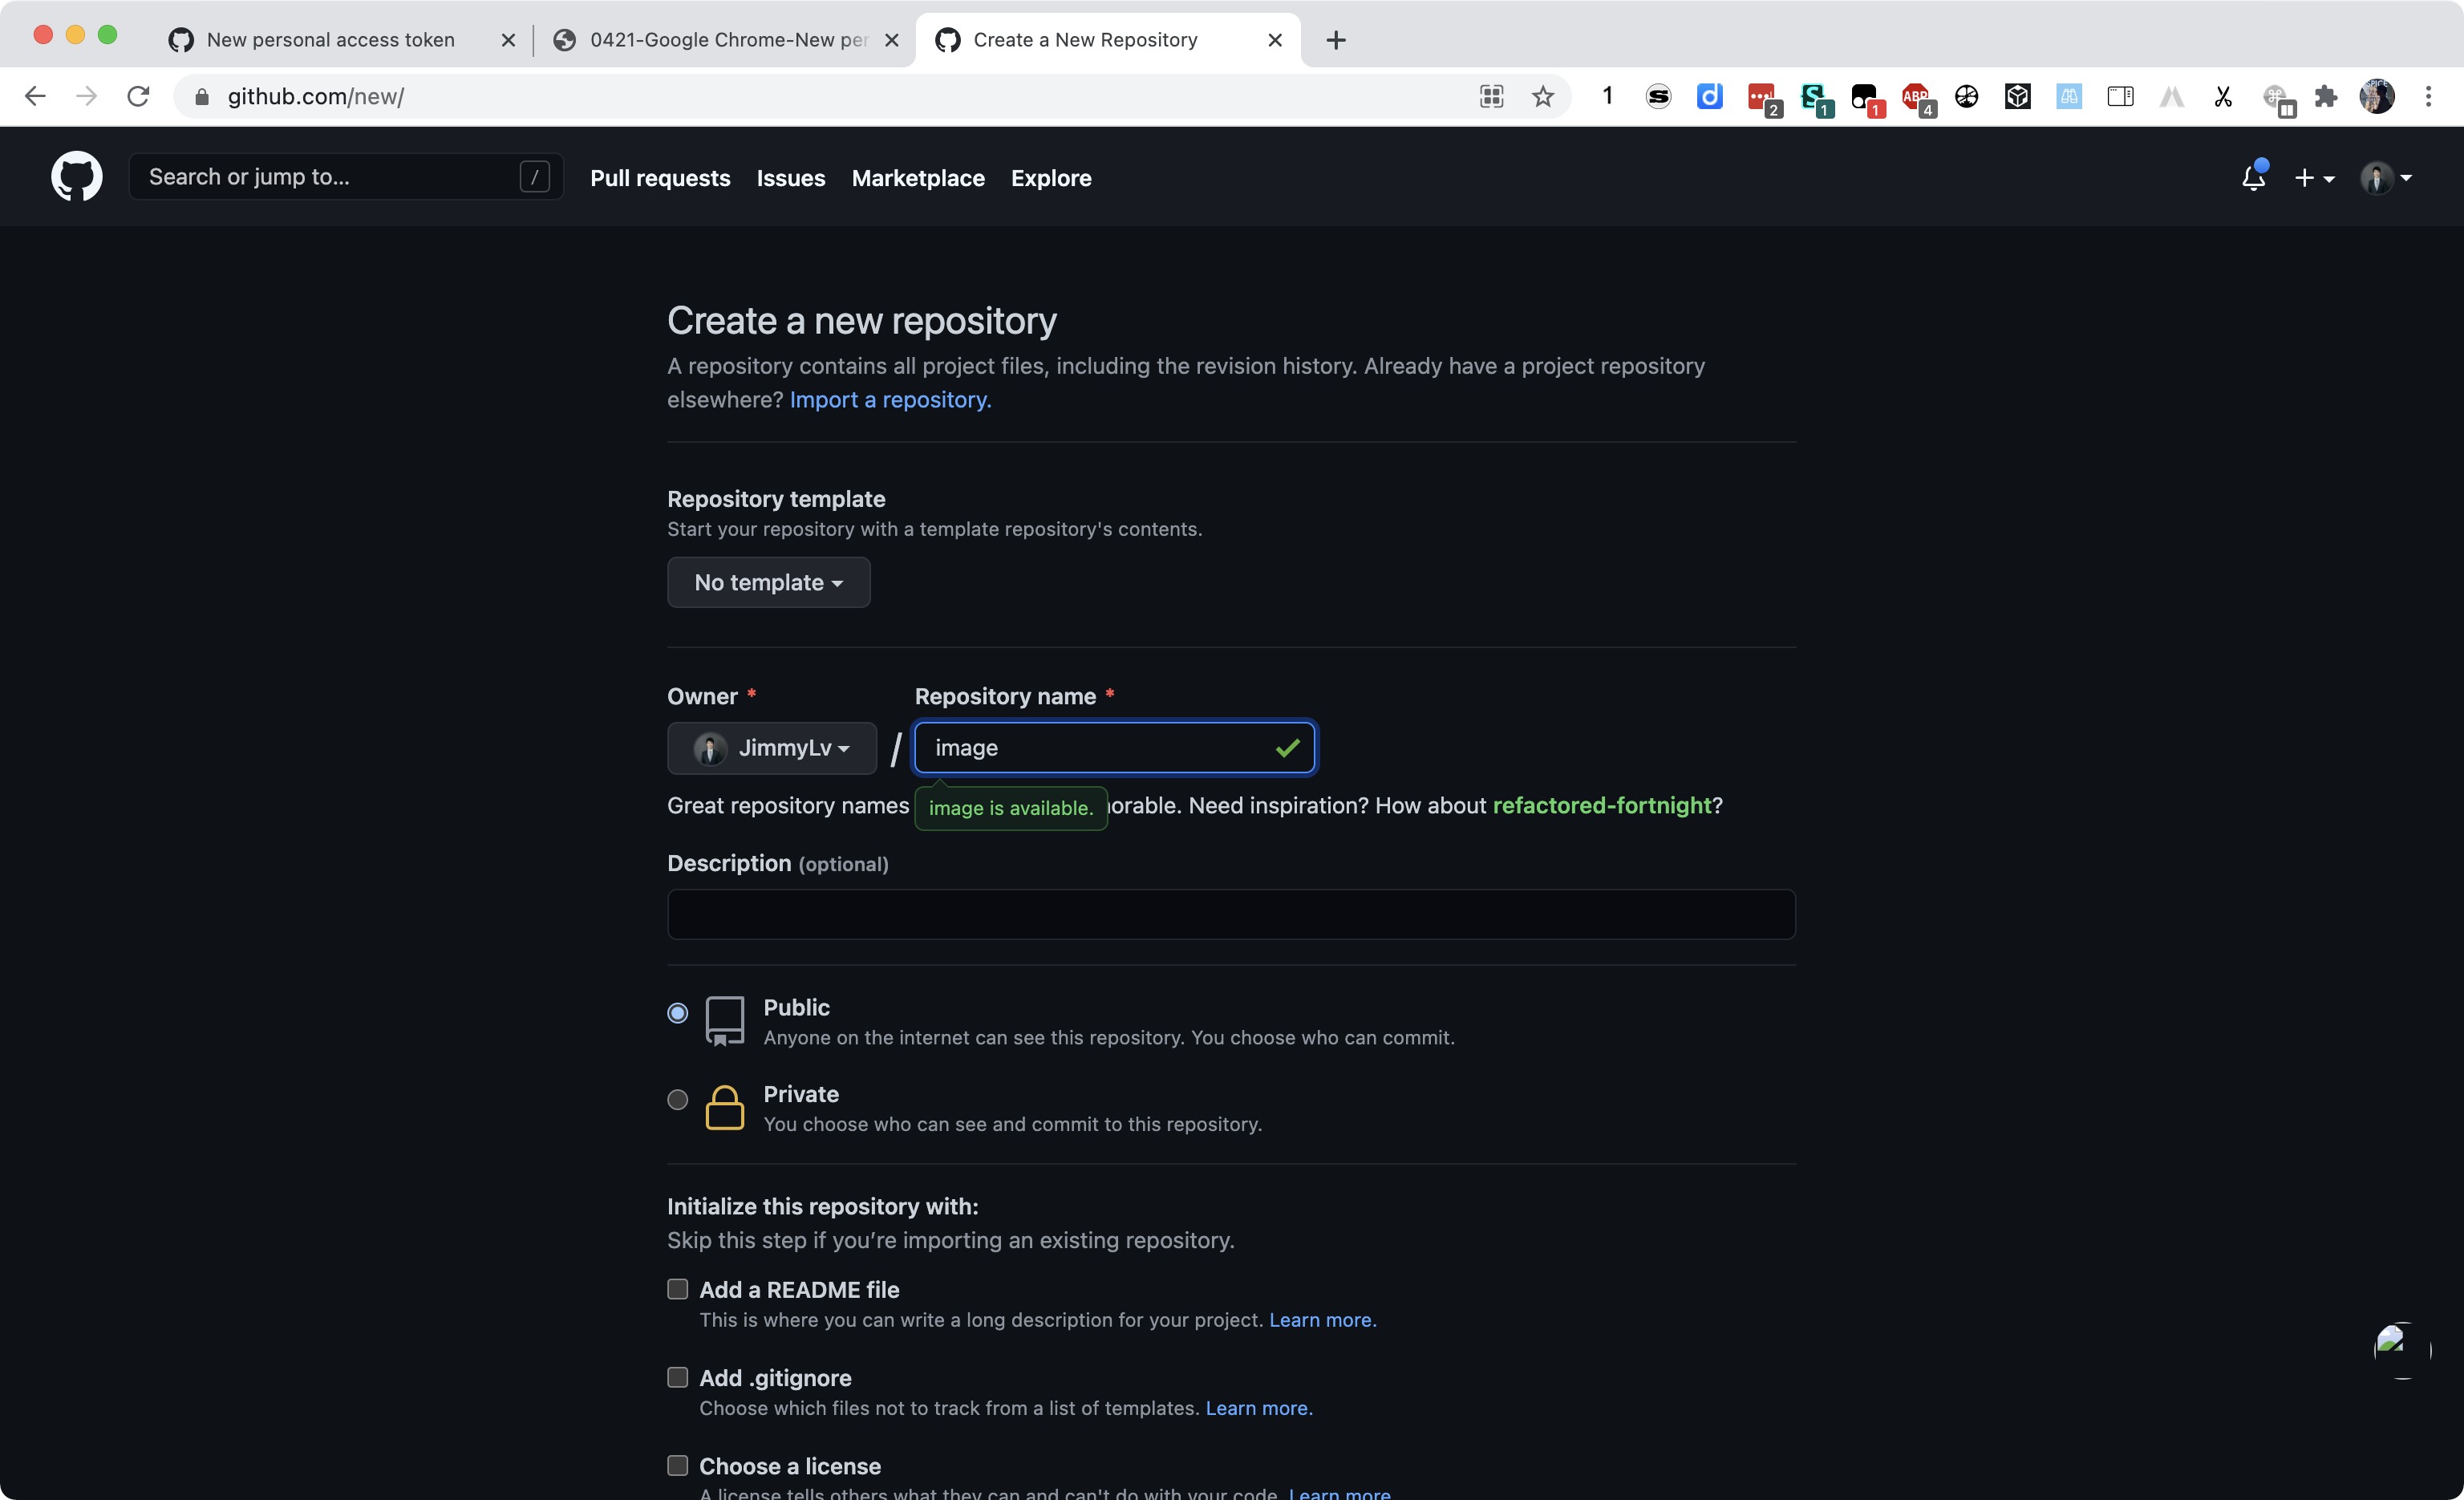 New personal access token
0421-Google Chrome-New per
Create a New Repository
github.com/new/
1
2
1
1
ABP
4
Search or jump to...
/
Pull requests
Issues
Marketplace
Explore
Create a new repository
A repository contains all project files, including the revision history. Already have a project repository
elsewhere? Import a repository.
Repository template
Start your repository with a template repository's contents.
No template
Owner *
Repository name *
JimmyLv
/
image
Great repository names
image is available.
orable. Need inspiration? How about refactored-fortnight?
Description (optional)
Public
Anyone on the internet can see this repository. You choose who can commit.
Private
You choose who can see and commit to this repository.
Initialize this repository with:
Skip this step if you’re importing an existing repository.
Add a README file
This is where you can write a long description for your project. Learn more.
Add .gitignore
Choose which files not to track from a list of templates. Learn more.
Choose a license
A license tells others what they can and can't do with your code. Learn more